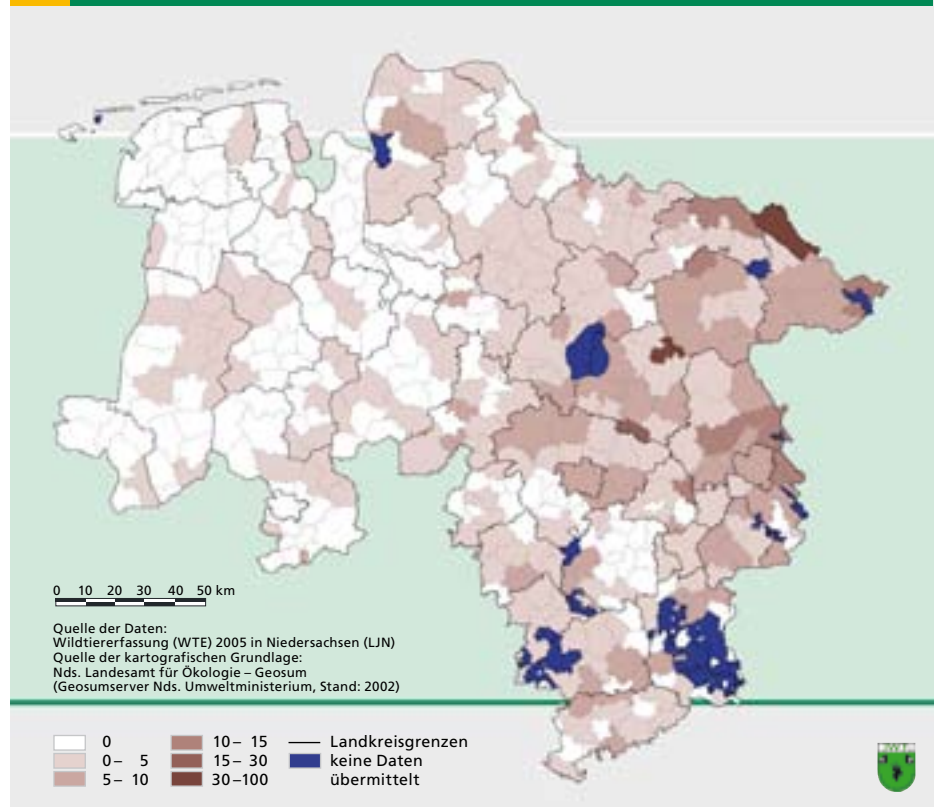 0 10 20 30 40 50 km
Quelle der Daten:
Wildtiererfassung (WTE) 2005 in Niedersachsen (LJN)
Quelle der kartografischen Grundlage:
Nds. Landesamt für Ökologie – Geosum
(Geosumserver Nds. Umweltministerium, Stand: 2002)
0 10 – 15 Landkreisgrenzen
0 – 5 15 – 30 keine Daten
5 – 10 30 –100 übermittelt